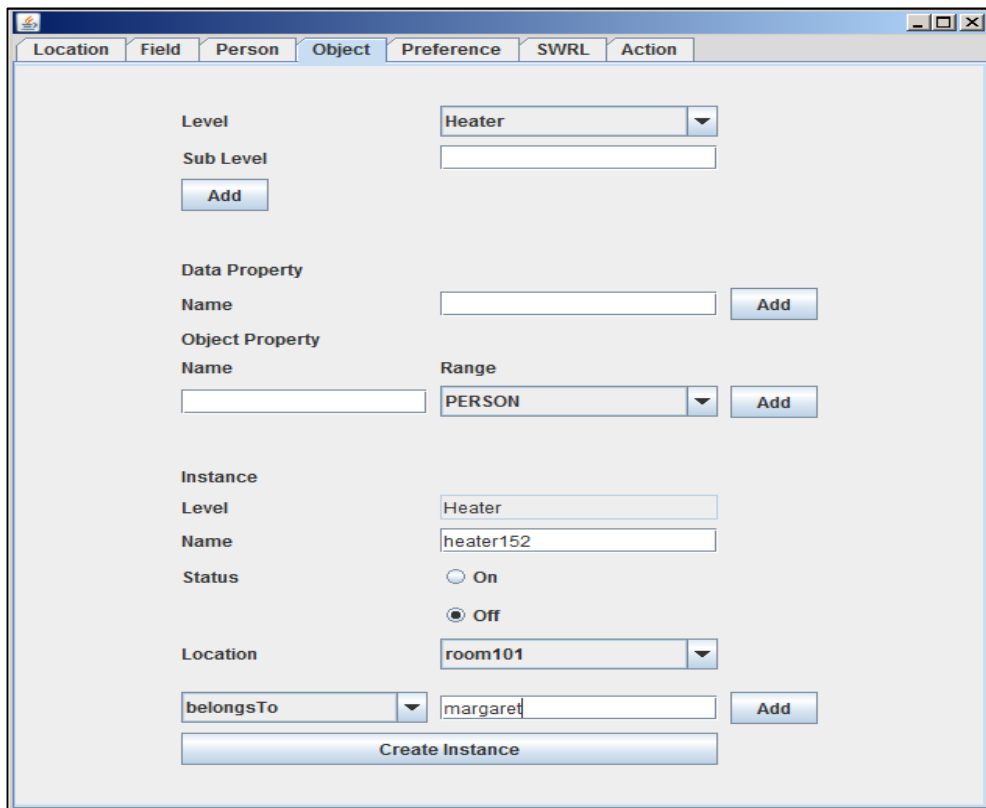 Location Field Person Object Preference SWRL Action
Level Heater
Sub Level
Add
Data Property
Name Add
Object Property
Name Range
PERSON Add
Instance
Level Heater
Name heater152
Status On
Off
Location room101
belongsTo margaret Add
Create Instance